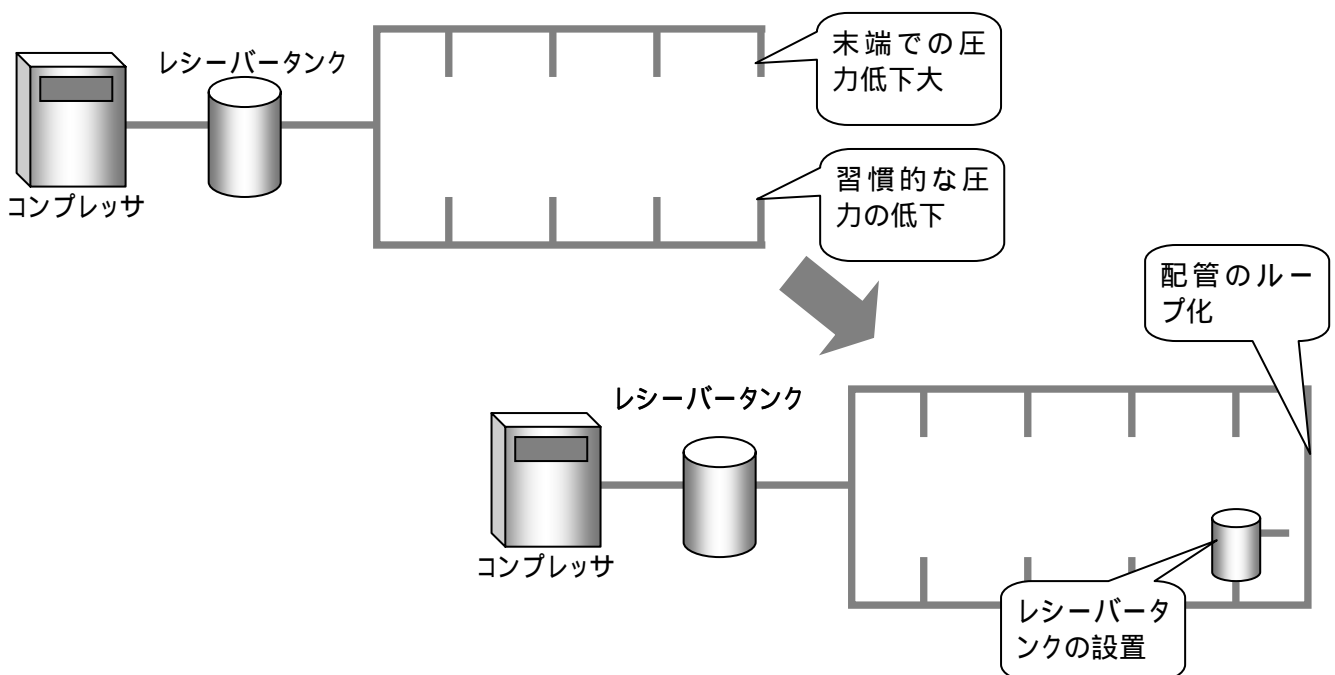 レシーバータンク
コンプレッサ
末端での圧
力低下大
習慣的な圧
力の低下
配管のルー
プ化
レシーバータンク
コンプレッサ
レシーバータ
ンクの設置